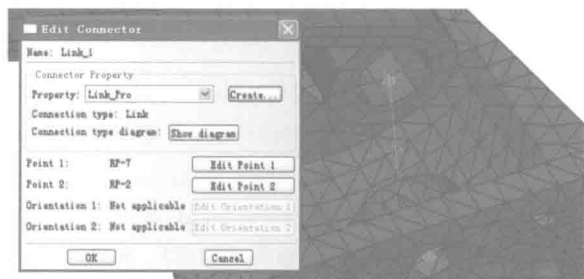 Edit Connector
Name: Link_1
Connector Property
Property: Link_Pro Create...
Connection type: Link
Connection type diagram: Show diagram
Point 1: RP-7 Edit Point 1
Point 2: RP-2 Edit Point 2
Orientation 1: Not applicable Edit Orientation 1
Orientation 2: Not applicable Edit Orientation 2
OK Cancel